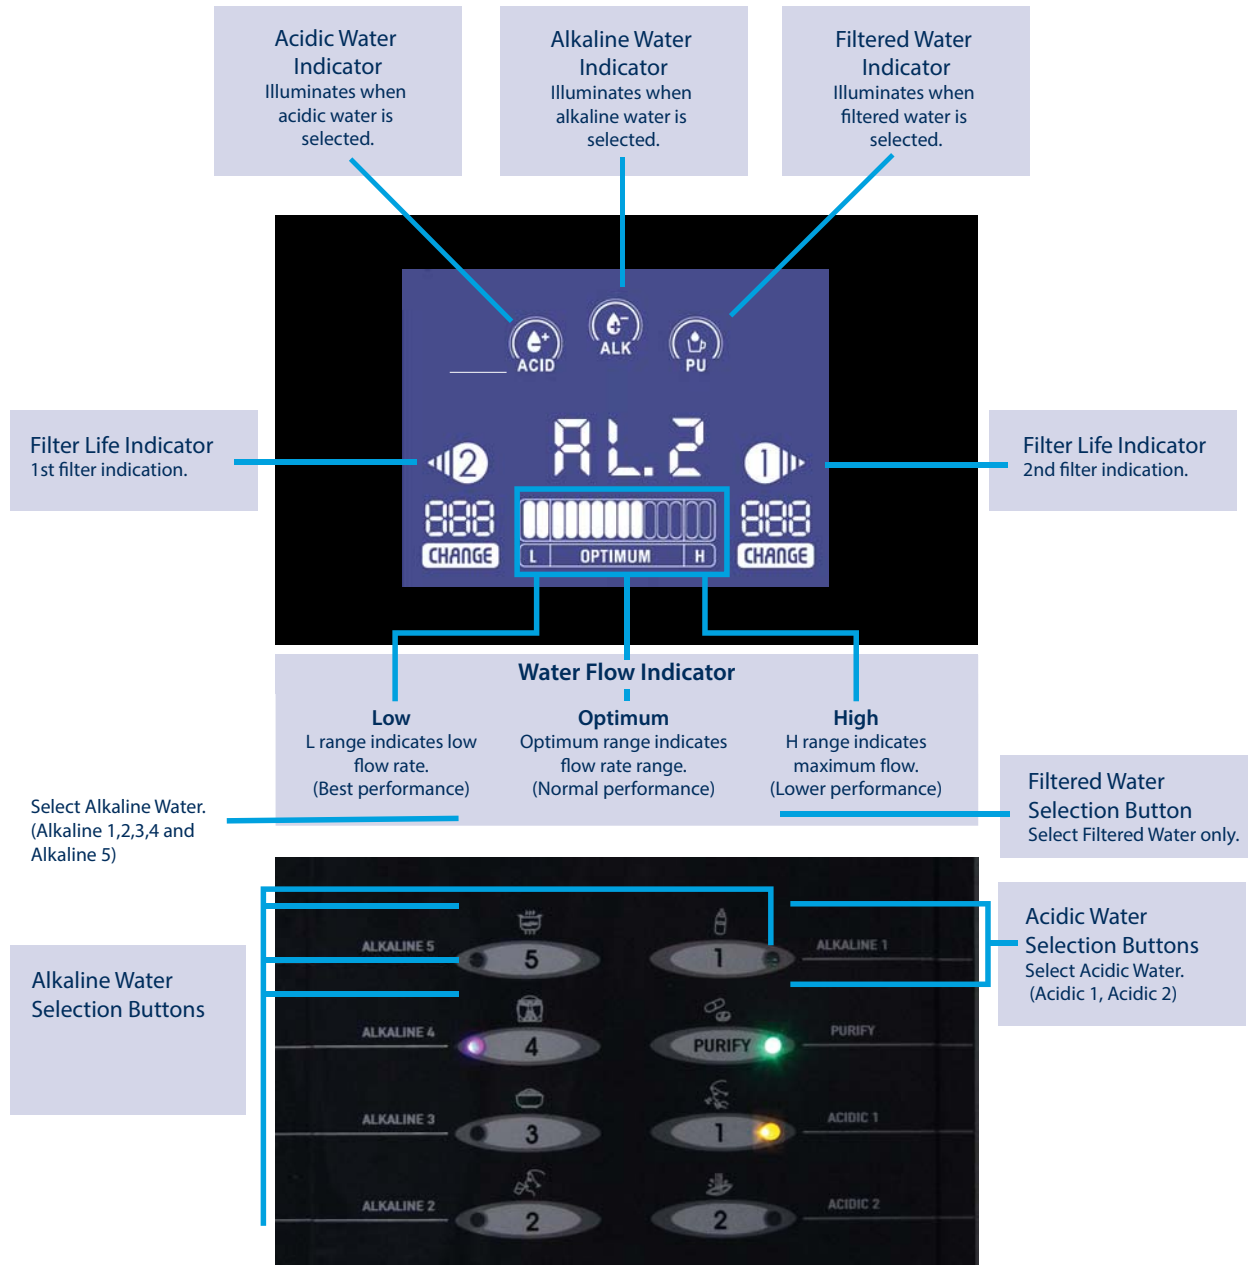 Acidic Water
Indicator
Illuminates when
acidic water is
selected.
Alkaline Water
Indicator
Illuminates when
alkaline water is
selected.
Filtered Water
Indicator
Illuminates when
filtered water is
selected.
ACID
ALK
PU
Filter Life Indicator
1st filter indication.
2
AL.2
1
Filter Life Indicator
2nd filter indication.
888
888
CHANGE
L
OPTIMUM
H
CHANGE
Water Flow Indicator
Low
L range indicates low
flow rate.
(Best performance)
Optimum
Optimum range indicates
flow rate range.
(Normal performance)
High
H range indicates
maximum flow.
(Lower performance)
Select Alkaline Water.
(Alkaline 1,2,3,4 and
Alkaline 5)
Filtered Water
Selection Button
Select Filtered Water only.
Alkaline Water
Selection Buttons
Acidic Water
Selection Buttons
Select Acidic Water.
(Acidic 1, Acidic 2)
ALKALINE 5
5
1
ALKALINE 1
ALKALINE 4
4
PURIFY
PURIFY
ALKALINE 3
3
1
ACIDIC 1
ALKALINE 2
2
2
ACIDIC 2